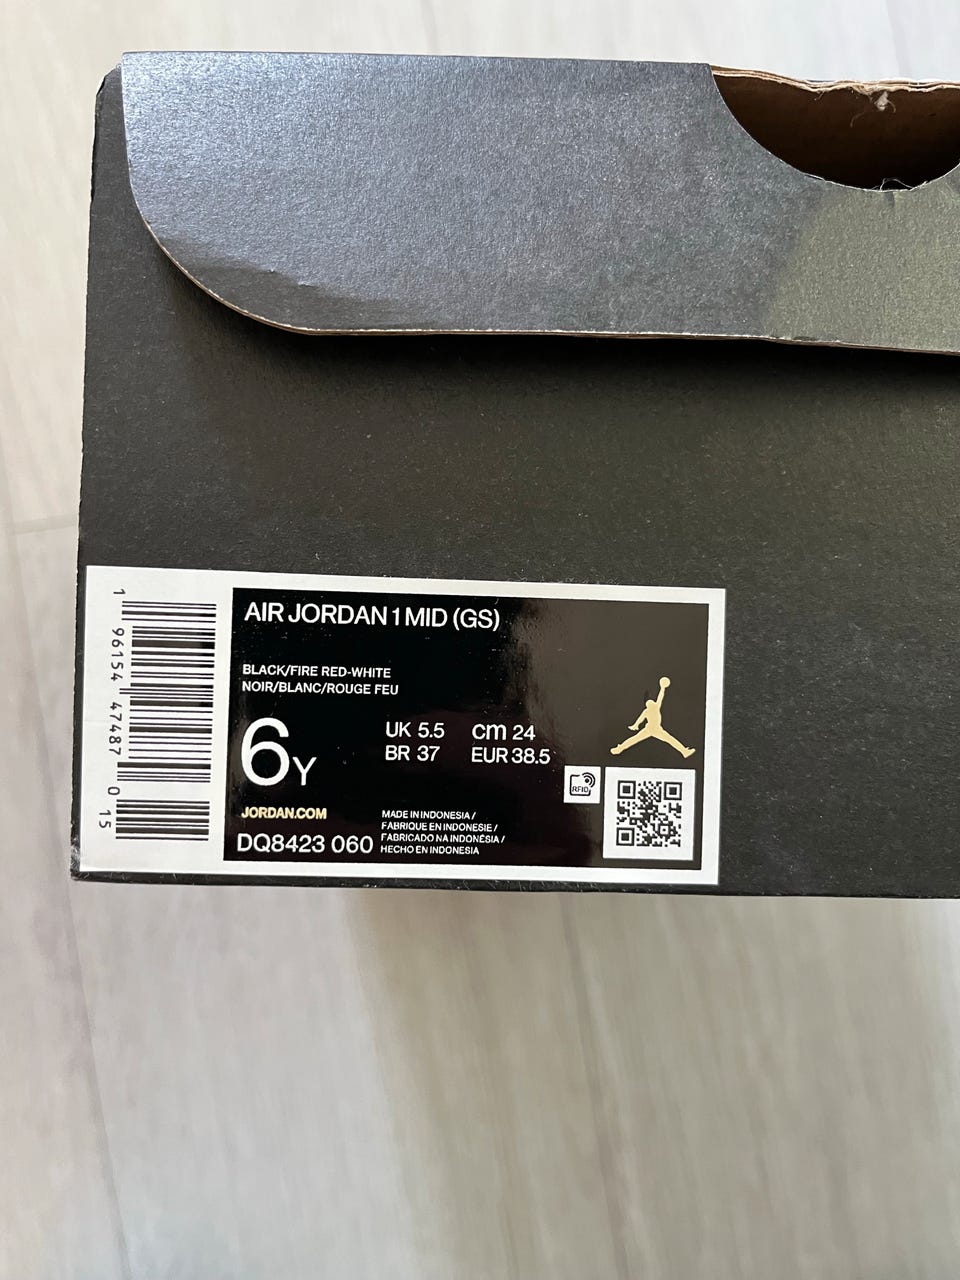 AIR JORDAN 1 MID (GS)
BLACK/FIRE RED-WHITE
NOIR/BLANC/ROUGE FEU
6Y
UK 5.5 cm 24
BR 37 EUR 38.5
RFID
JORDAN.COM
DQ8423 060
MADE IN INDONESIA /
FABRIQUE EN INDONESIE /
FABRICADO NA INDONÉSIA /
HECHO EN INDONESIA
1 96154 47487 0 15